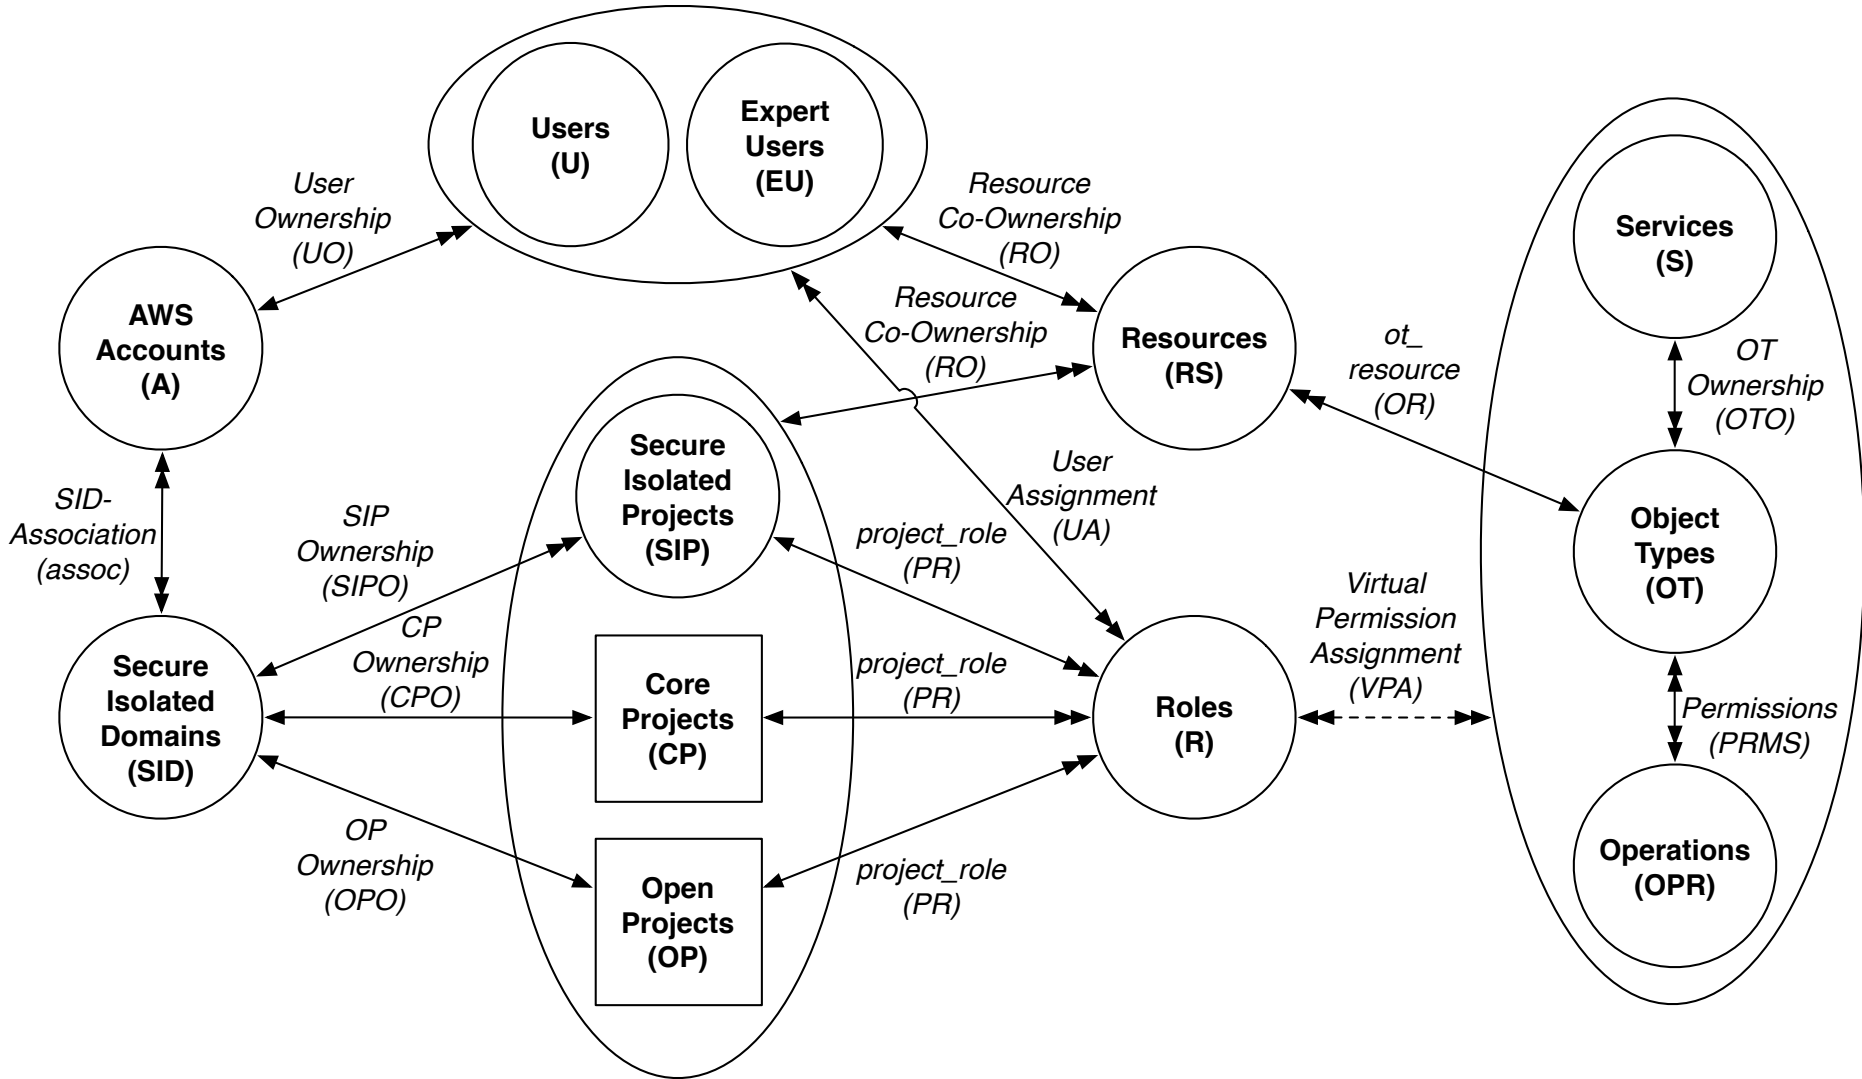 Users
(U)
Expert
Users
(EU)
User
Ownership
(UO)
Resource
Co-Ownership
(RO)
Services
(S)
AWS
Accounts
(A)
Resource
Co-Ownership
(RO)
Resources
(RS)
ot_
resource
(OR)
OT
Ownership
(OTO)
Secure
Isolated
Projects
(SIP)
User
Assignment
(UA)
SID-
Association
(assoc)
SIP
Ownership
(SIPO)
project_role
(PR)
Object
Types
(OT)
Virtual
Permission
Assignment
(VPA)
CP
Ownership
(CPO)
Secure
Isolated
Domains
(SID)
Core
Projects
(CP)
project_role
(PR)
Roles
(R)
Permissions
(PRMS)
OP
Ownership
(OPO)
Open
Projects
(OP)
project_role
(PR)
Operations
(OPR)